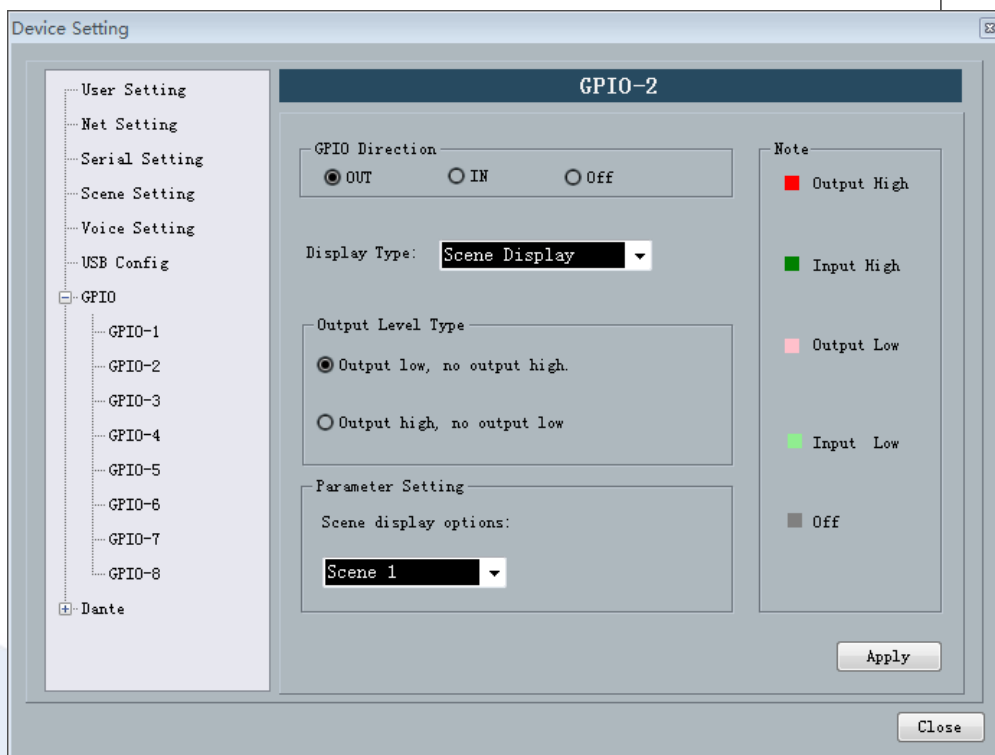 Device Setting
User Setting
Net Setting
Serial Setting
Scene Setting
Voice Setting
USB Config
GPIO
GPIO-1
GPIO-2
GPIO-3
GPIO-4
GPIO-5
GPIO-6
GPIO-7
GPIO-8
Dante
GPIO-2
GPIO Direction
OUT IN Off
Display Type: Scene Display
Output Level Type
Output low, no output high.
Output high, no output low
Parameter Setting
Scene display options:
Scene 1
Note
Output High
Input High
Output Low
Input Low
Off
Apply
Close